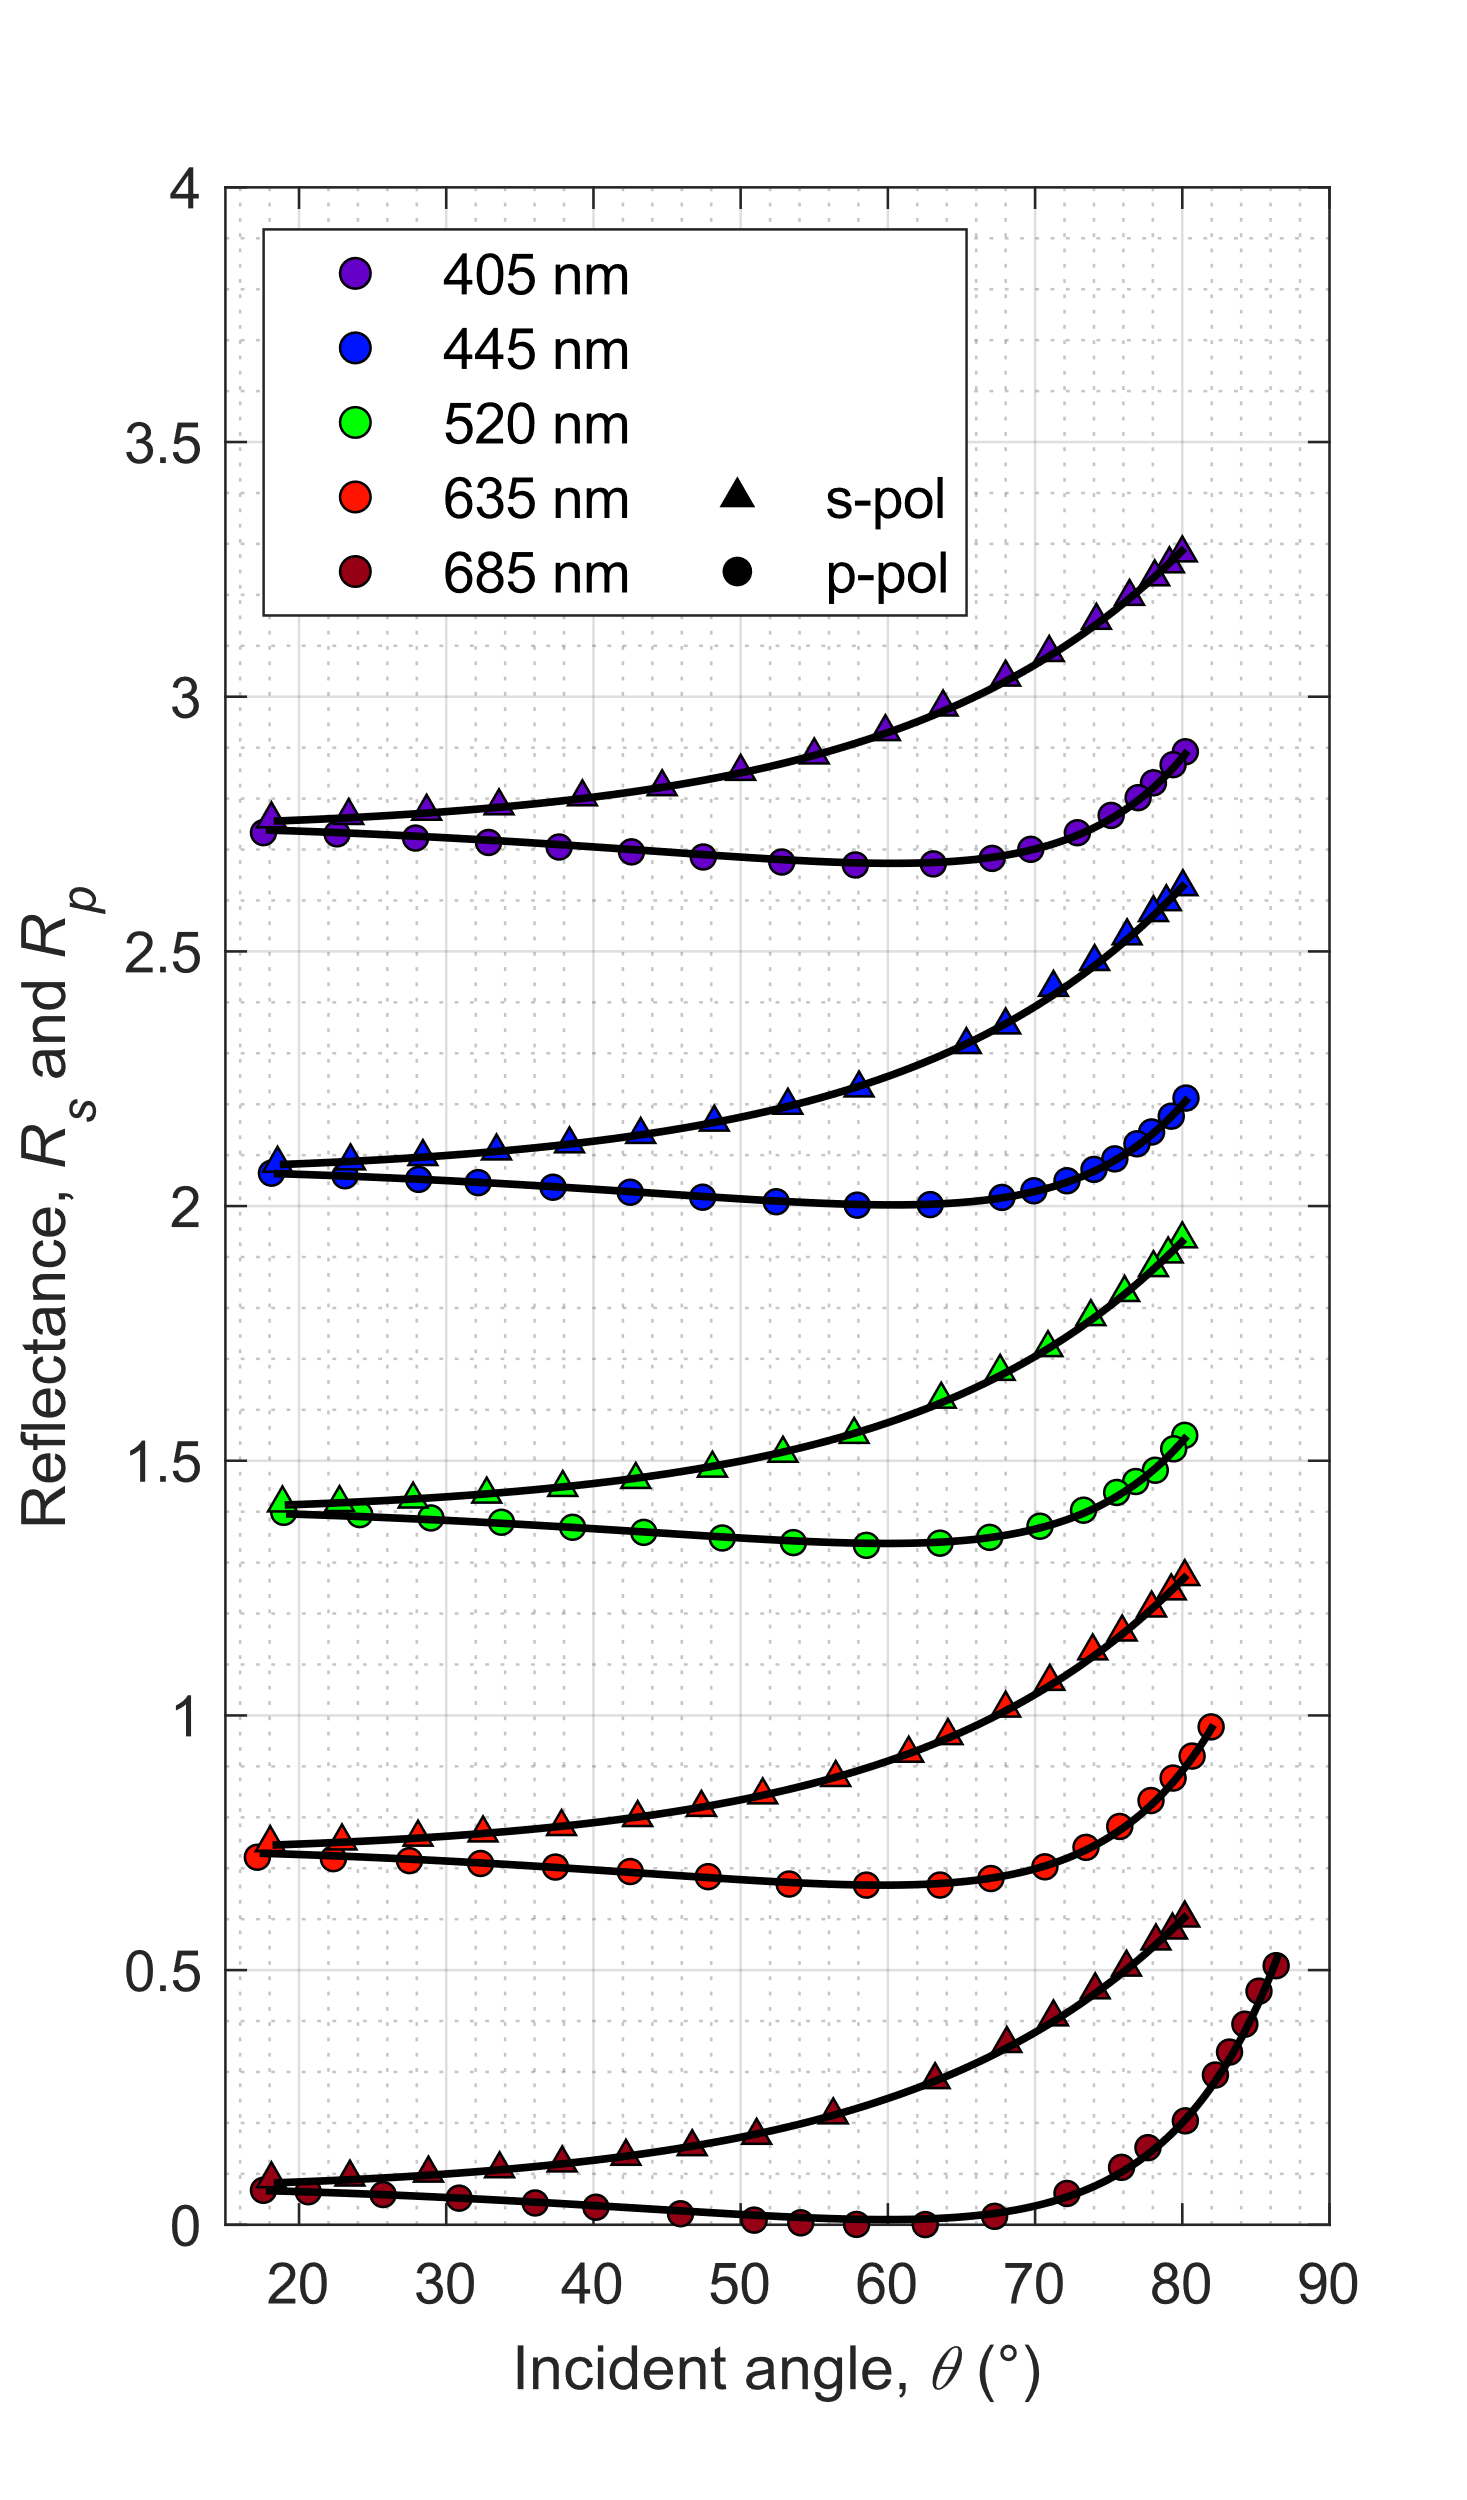 4
3.5
3
2.5
2
1.5
1
0.5
0
405 nm
445 nm
520 nm
635 nm
685 nm
s-pol
p-pol
20 30 40 50 60 70 80 90
Incident angle, θ (°)
Reflectance, Rs and Rp